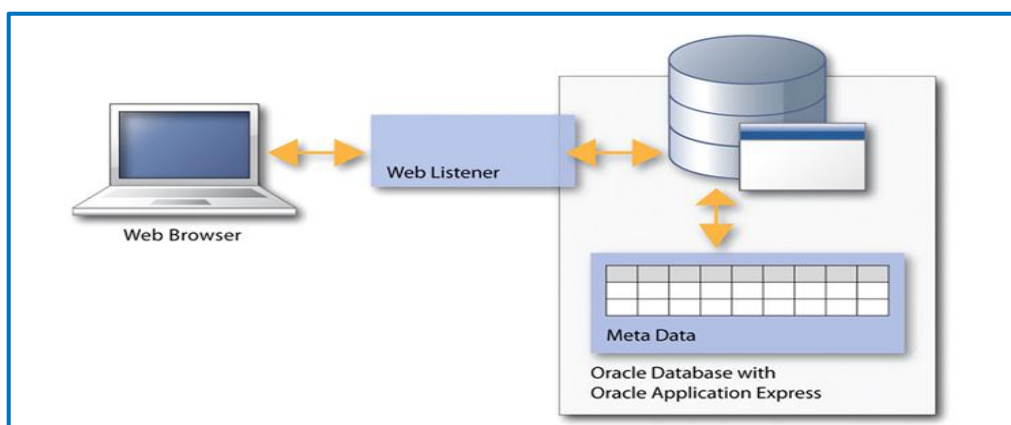 Web Browser
Web Listener
Meta Data
Oracle Database with
Oracle Application Express